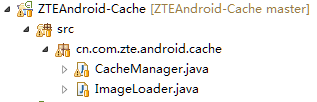 ZTEAndroid-Cache [ZTEAndroid-Cache master]
src
cn.com.zte.android.cache
CacheManager.java
ImageLoader.java